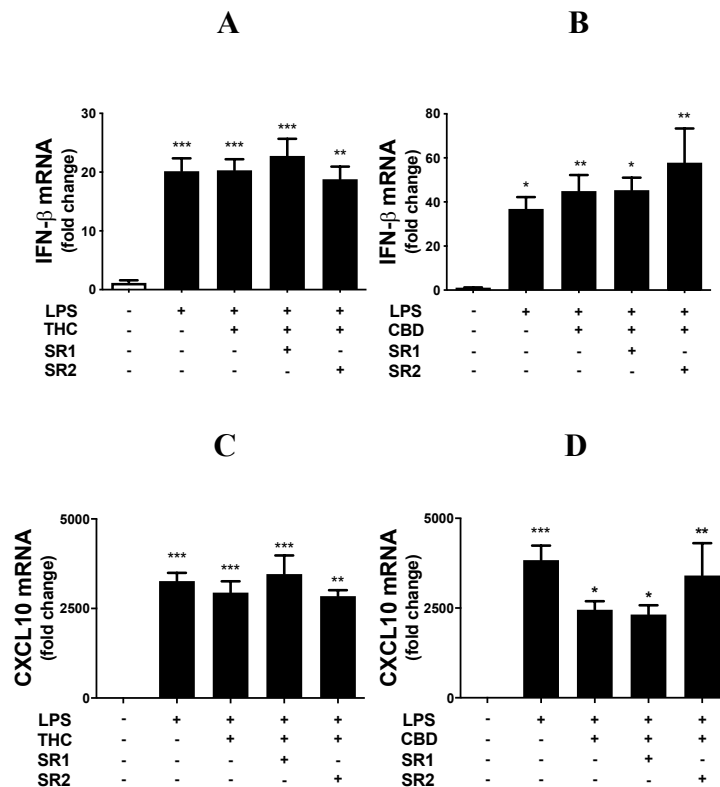 A
IFN-β mRNA
(fold change)
30
20
10
0
*** *** *** **
LPS - + + + +
THC - - + + +
SR1 - - - + -
SR2 - - - - +
B
IFN-β mRNA
(fold change)
80
60
40
20
0
* ** * **
LPS - + + + +
CBD - - + + +
SR1 - - - + -
SR2 - - - - +
C
CXCL10 mRNA
(fold change)
5000
2500
0
*** *** *** **
LPS - + + + +
THC - - + + +
SR1 - - - + -
SR2 - - - - +
D
CXCL10 mRNA
(fold change)
5000
2500
0
*** * * **
LPS - + + + +
CBD - - + + +
SR1 - - - + -
SR2 - - - - +